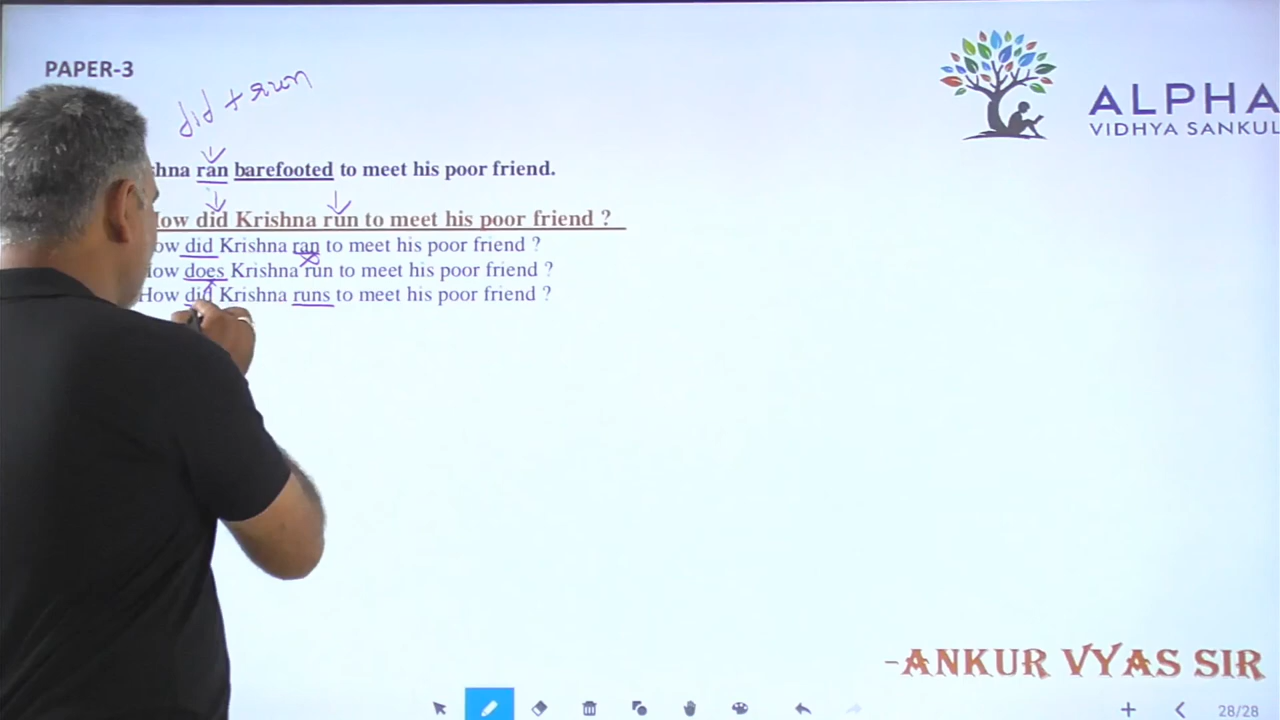 PAPER-3
did + run
ALPHA
VIDHYA SANKUL
shna ran barefooted to meet his poor friend.
How did Krishna run to meet his poor friend ?
ow did Krishna ran to meet his poor friend ?
How does Krishna run to meet his poor friend ?
How did Krishna runs to meet his poor friend ?
-ANKUR VYAS SIR
28/28